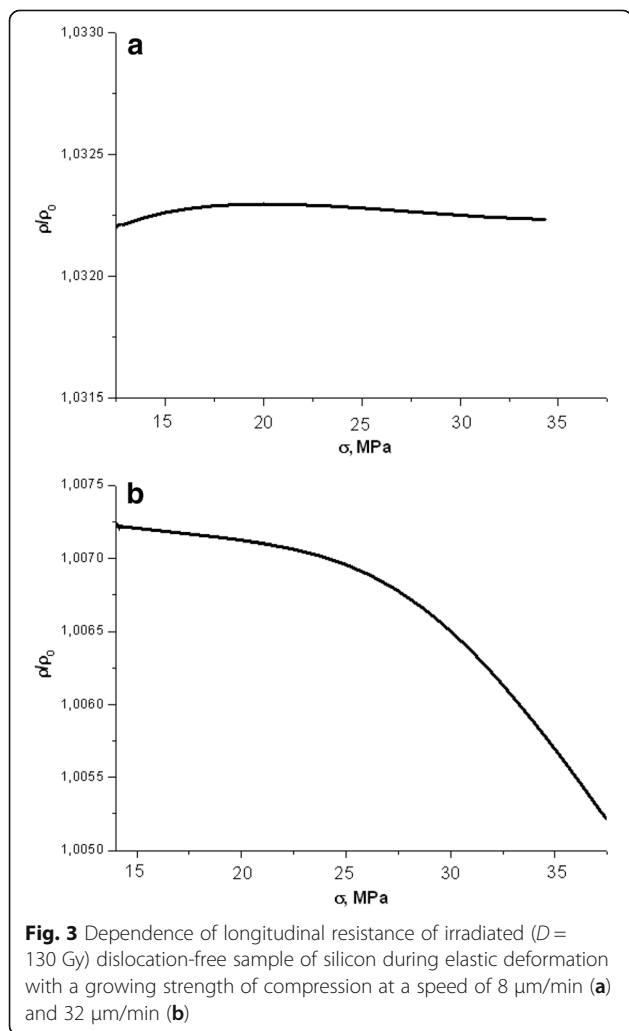 a
1,0330
1,0325
1,0320
1,0315
ρ/ρ0
15 20 25 30 35
σ, MPa
b
1,0075
1,0070
1,0065
1,0060
1,0055
1,0050
ρ/ρ0
15 20 25 30 35
σ, MPa
Fig. 3 Dependence of longitudinal resistance of irradiated (D =
130 Gy) dislocation-free sample of silicon during elastic deformation
with a growing strength of compression at a speed of 8 μm/min (a)
and 32 μm/min (b)